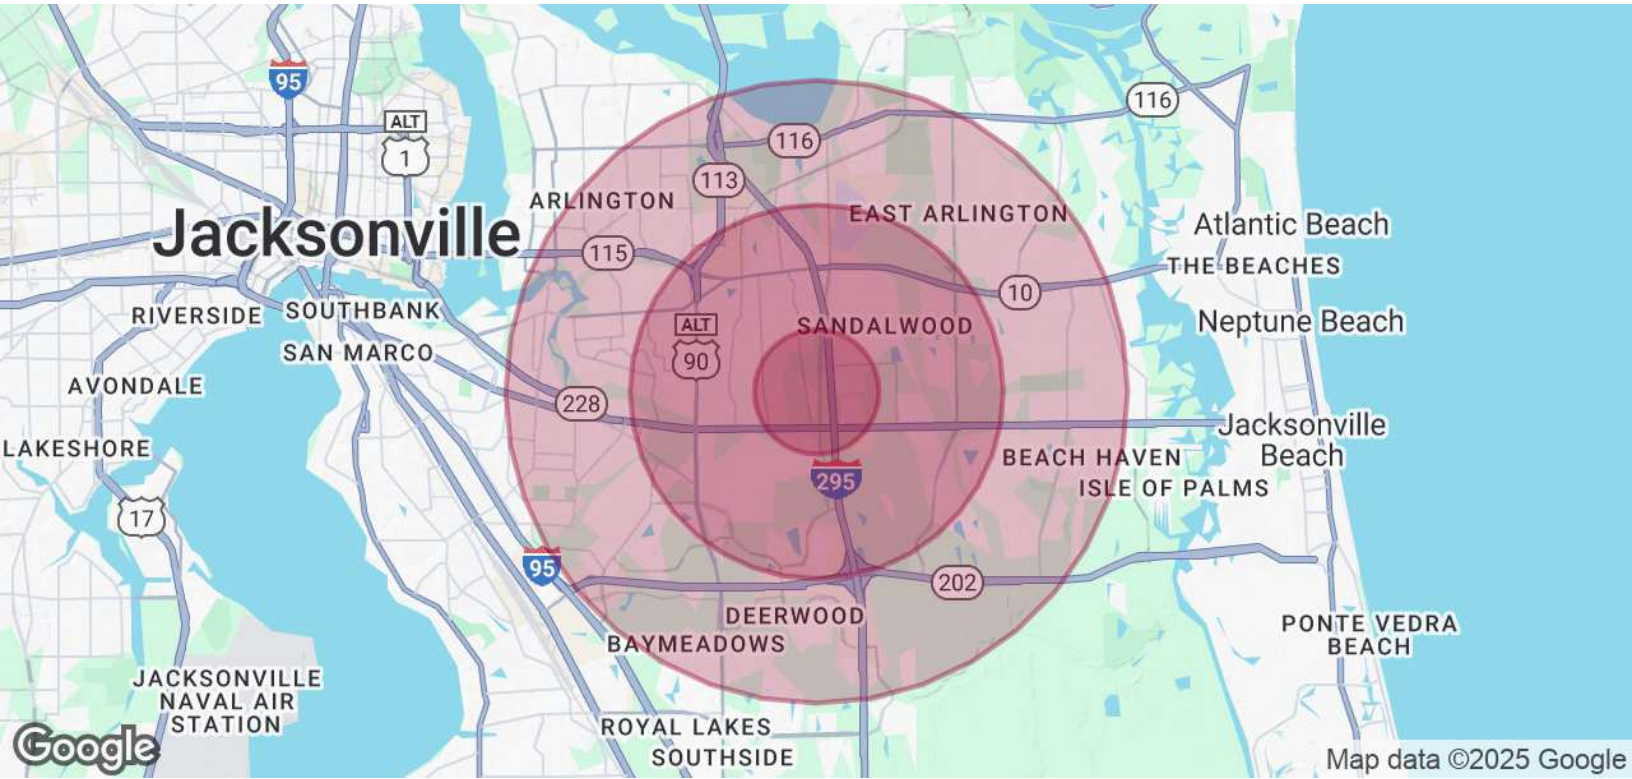 95
ALT
1
116
116
113
ARLINGTON
EAST ARLINGTON
Jacksonville
Atlantic Beach
115
THE BEACHES
10
RIVERSIDE
SOUTHBANK
ALT
90
SANDALWOOD
Neptune Beach
SAN MARCO
AVONDALE
228
Jacksonville
Beach
LAKESHORE
BEACH HAVEN
295
ISLE OF PALMS
17
95
202
DEERWOOD
BAYMEADOWS
PONTE VEDRA
BEACH
JACKSONVILLE
NAVAL AIR
STATION
ROYAL LAKES
SOUTHSIDE
Google
Map data ©2025 Google